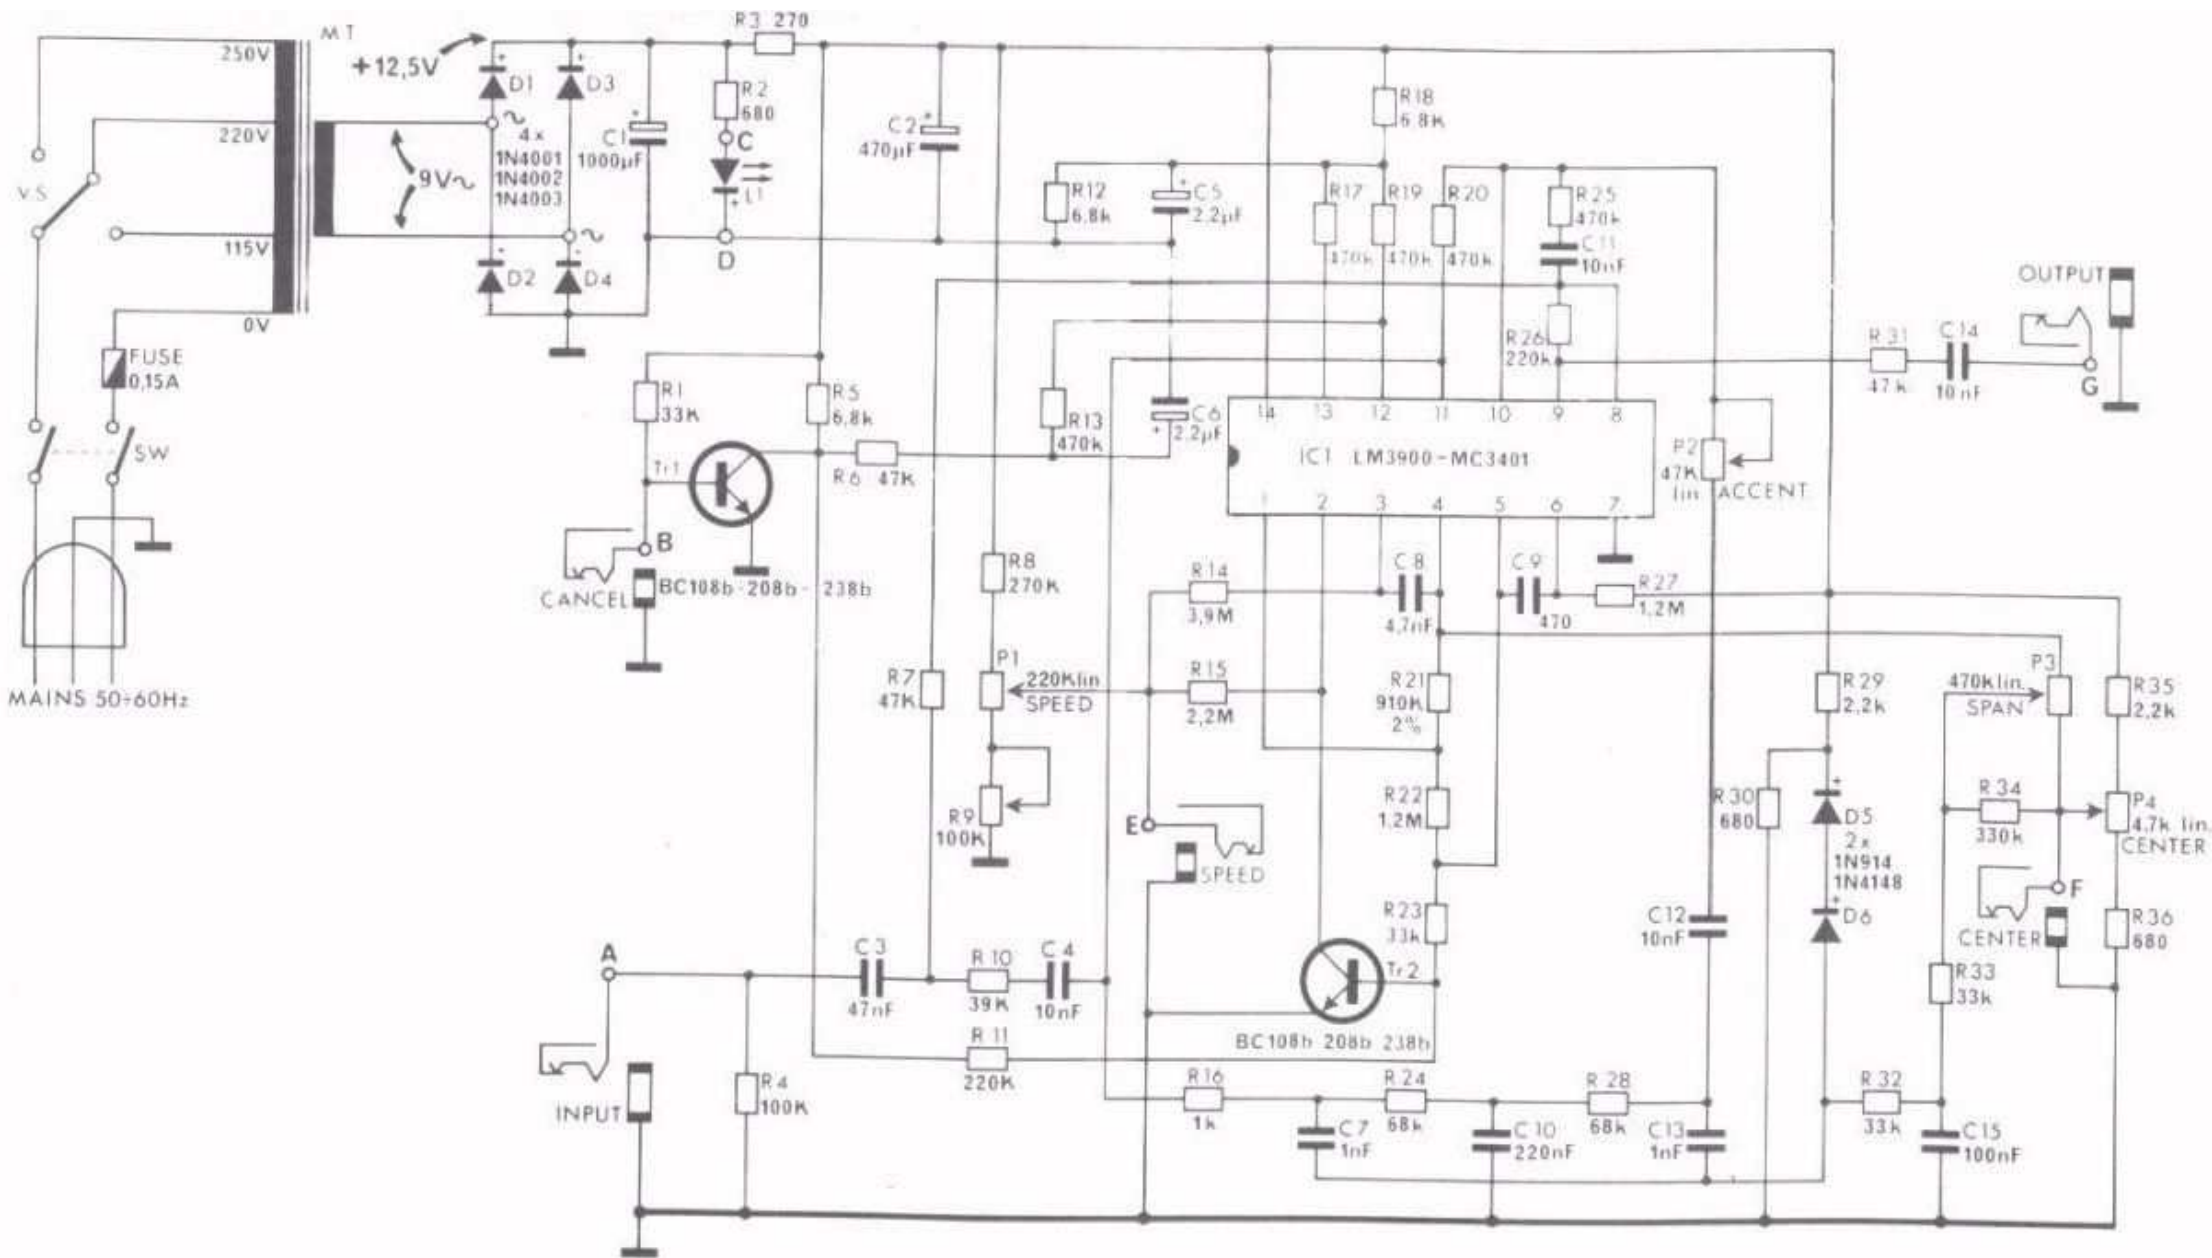 MT
250V
220V
115V
0V
V.S
FUSE
0,15A
SW
MAINS 50÷60Hz
+12,5V
9V~
D1
D3
D2
D4
~
~
4x
1N4001
1N4002
1N4003
C1
1000µF
R3 270
R2
680
C
L1
D
C2
470µF
R1
33K
R5
6.8k
Tr1
R6 47K
B
BC108b-208b-238b
CANCEL
R12
6.8k
C5
2.2µF
R13
470k
C6
2.2µF
R18
6.8K
R17
470k
R19
470k
R20
470k
R25
470k
C11
10nF
R26
220k
14 13 12 11 10 9 8
IC1 LM3900-MC3401
1 2 3 4 5 6 7
P2
47K
lin
ACCENT
R31
47k
C14
10nF
OUTPUT
G
R8
270K
P1
220Klin
SPEED
R7
47K
R9
100K
R14
3,9M
R15
2,2M
C8
4,7nF
C9
470
R27
1,2M
R21
910K
2%
R22
1.2M
R23
33k
Tr2
BC108b 208b 238b
E
SPEED
A
INPUT
R4
100K
C3
47nF
R10
39K
C4
10nF
R11
220K
R16
1k
C7
1nF
R24
68k
C10
220nF
R28
68k
C12
10nF
C13
1nF
R29
2,2k
R30
680
D5
2x
1N914
1N4148
D6
R32
33k
C15
100nF
R33
33k
R34
330k
P3
470Klin.
SPAN
R35
2,2k
P4
4,7k lin.
CENTER
F
CENTER
R36
680